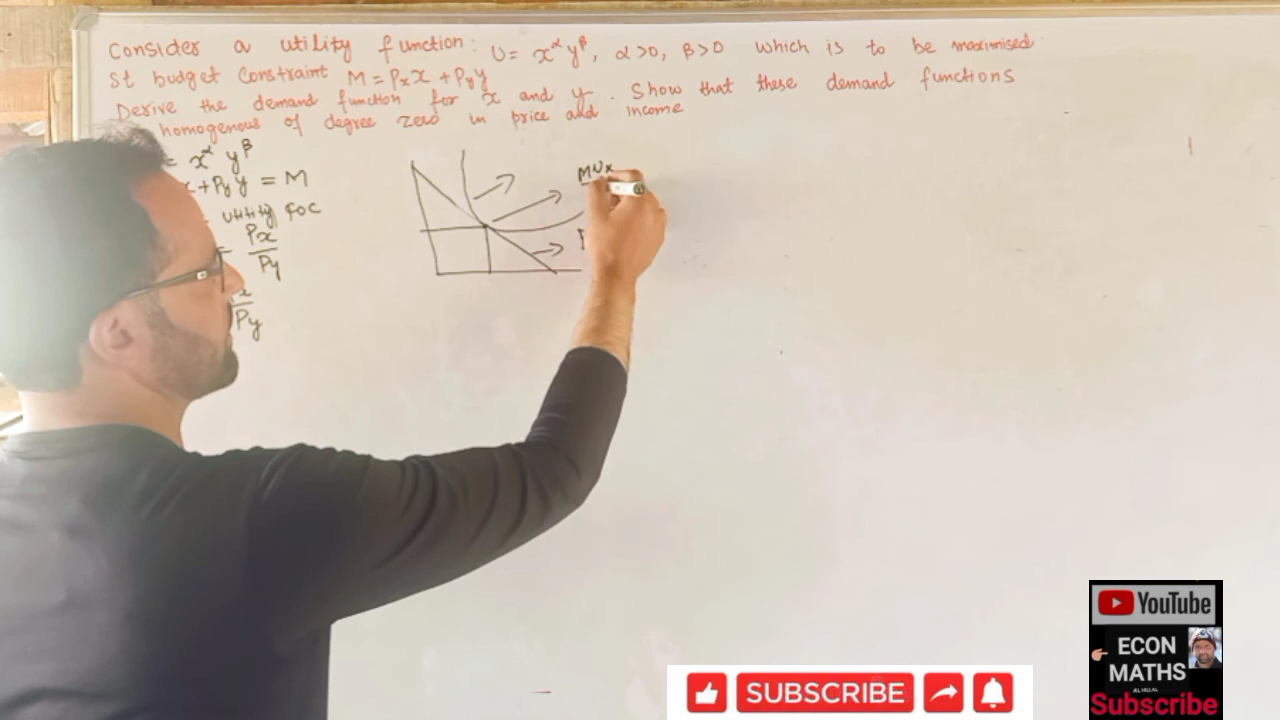 Consider a utility function: U = x^α y^β, α>0, β>0 which is to be maximised
St budget Constraint M = Pxx + Pyy
Derive the demand function for x and y. Show that these demand functions
homogenous of degree zero in price and income
= x^α y^β
x + Py y = M
utility FOC
= Px/Py
x/Py
MUx
YouTube
ECON
MATHS
Subscribe
SUBSCRIBE